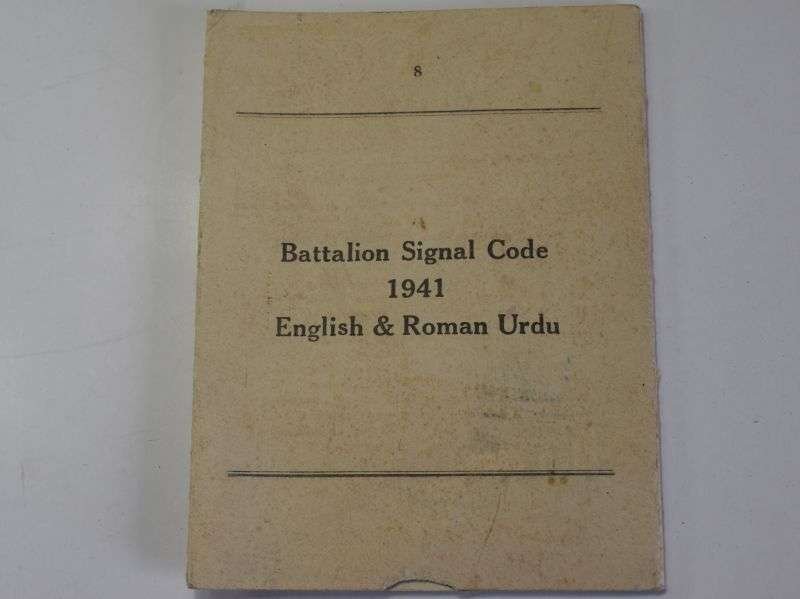 8
Battalion Signal Code
1941
English & Roman Urdu